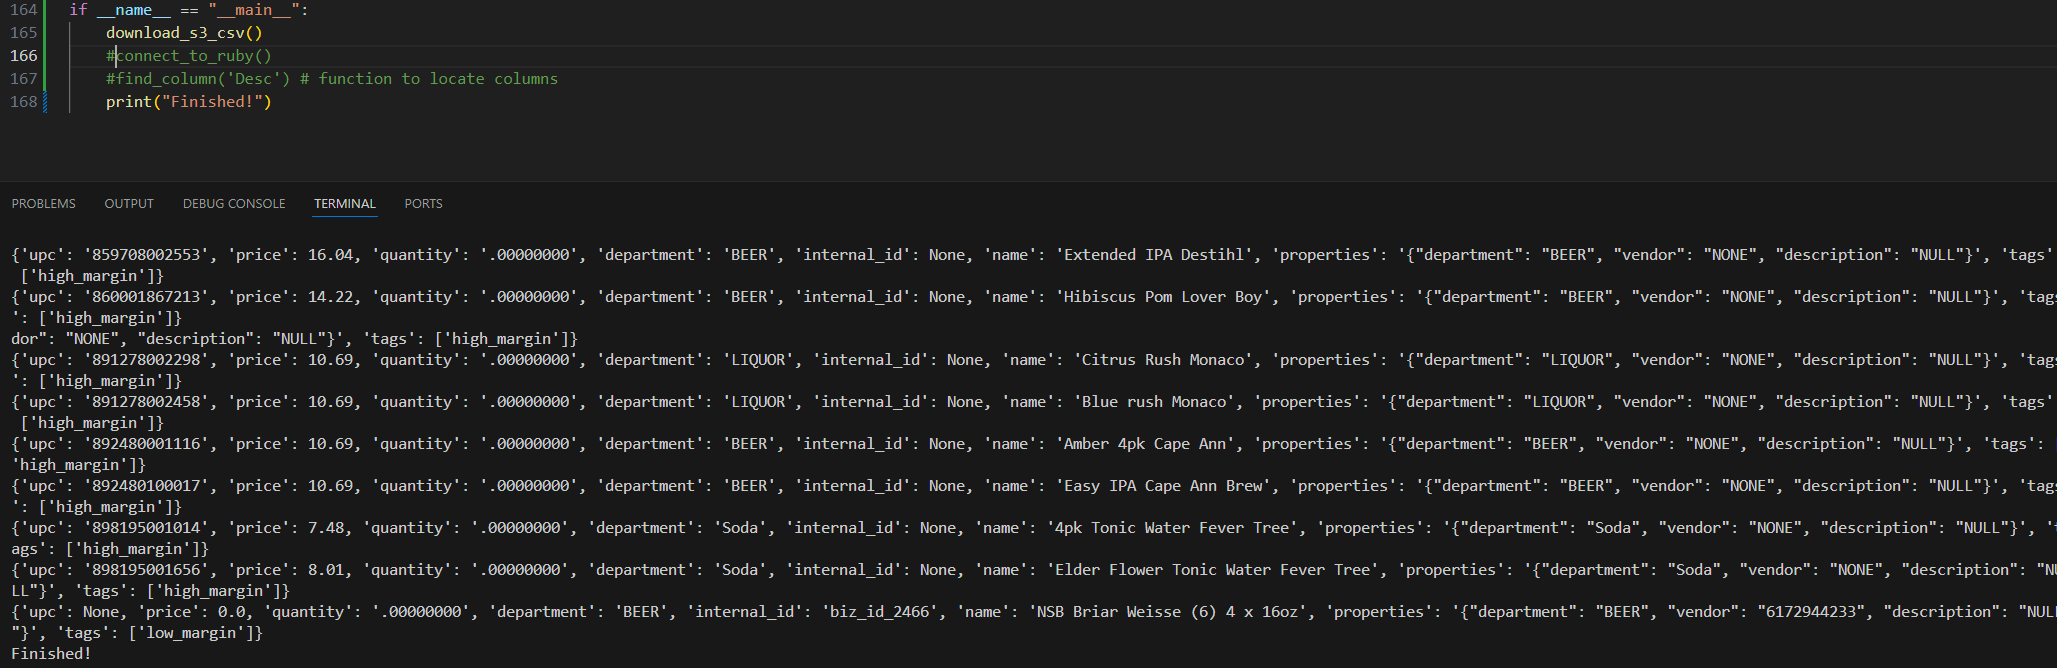 164 if __name__ == "__main__":
165 download_s3_csv()
166 #connect_to_ruby()
167 #find_column('Desc') # function to locate columns
168 print("Finished!")
PROBLEMS OUTPUT DEBUG CONSOLE TERMINAL PORTS
{'upc': '859708002553', 'price': 16.04, 'quantity': '.00000000', 'department': 'BEER', 'internal_id': None, 'name': 'Extended IPA Destihl', 'properties': '{"department": "BEER", "vendor": "NONE", "description": "NULL"}', 'tags'
['high_margin']}
{'upc': '860001867213', 'price': 14.22, 'quantity': '.00000000', 'department': 'BEER', 'internal_id': None, 'name': 'Hibiscus Pom Lover Boy', 'properties': '{"department": "BEER", "vendor": "NONE", "description": "NULL"}', 'tags
': ['high_margin']}
dor": "NONE", "description": "NULL"}', 'tags': ['high_margin']}
{'upc': '891278002298', 'price': 10.69, 'quantity': '.00000000', 'department': 'LIQUOR', 'internal_id': None, 'name': 'Citrus Rush Monaco', 'properties': '{"department": "LIQUOR", "vendor": "NONE", "description": "NULL"}', 'tags
': ['high_margin']}
{'upc': '891278002458', 'price': 10.69, 'quantity': '.00000000', 'department': 'LIQUOR', 'internal_id': None, 'name': 'Blue rush Monaco', 'properties': '{"department": "LIQUOR", "vendor": "NONE", "description": "NULL"}', 'tags'
['high_margin']}
{'upc': '892480001116', 'price': 10.69, 'quantity': '.00000000', 'department': 'BEER', 'internal_id': None, 'name': 'Amber 4pk Cape Ann', 'properties': '{"department": "BEER", "vendor": "NONE", "description": "NULL"}', 'tags':
'high_margin']}
{'upc': '892480100017', 'price': 10.69, 'quantity': '.00000000', 'department': 'BEER', 'internal_id': None, 'name': 'Easy IPA Cape Ann Brew', 'properties': '{"department": "BEER", "vendor": "NONE", "description": "NULL"}', 'tags
': ['high_margin']}
{'upc': '898195001014', 'price': 7.48, 'quantity': '.00000000', 'department': 'Soda', 'internal_id': None, 'name': '4pk Tonic Water Fever Tree', 'properties': '{"department": "Soda", "vendor": "NONE", "description": "NULL"}', '
ags': ['high_margin']}
{'upc': '898195001656', 'price': 8.01, 'quantity': '.00000000', 'department': 'Soda', 'internal_id': None, 'name': 'Elder Flower Tonic Water Fever Tree', 'properties': '{"department": "Soda", "vendor": "NONE", "description": "NU
LL"}', 'tags': ['high_margin']}
{'upc': None, 'price': 0.0, 'quantity': '.00000000', 'department': 'BEER', 'internal_id': 'biz_id_2466', 'name': 'NSB Briar Weisse (6) 4 x 16oz', 'properties': '{"department": "BEER", "vendor": "6172944233", "description": "NULL
"}', 'tags': ['low_margin']}
Finished!